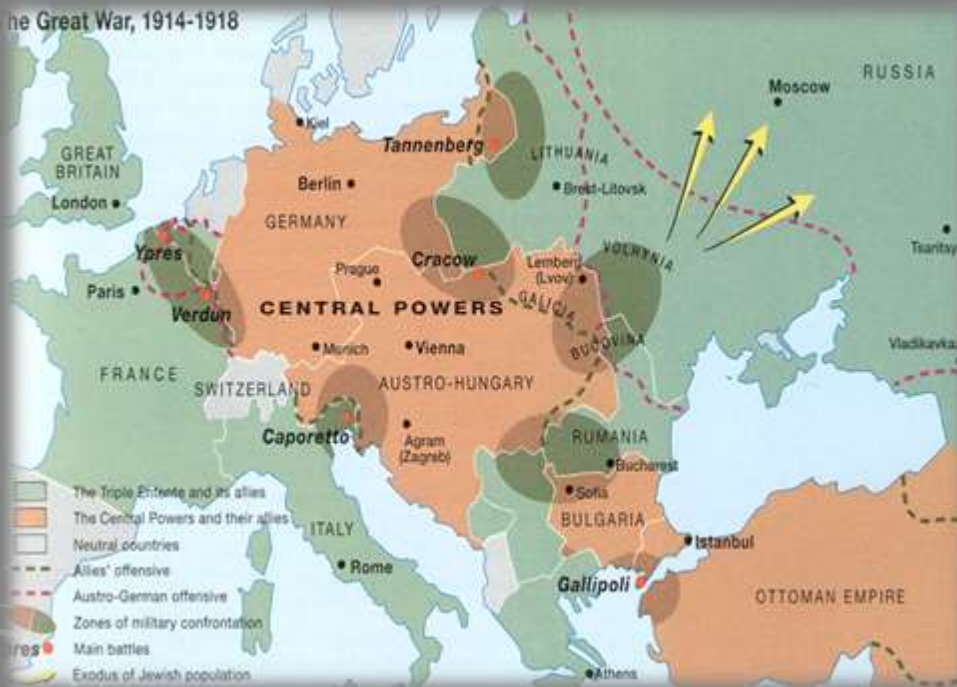 he Great War, 1914-1918
RUSSIA
Moscow
Kiel
Tannenberg
GREAT
BRITAIN
LITHUANIA
London
Berlin
Brest-Litovsk
GERMANY
Ypres
Cracow
Lemberg
(Lvov)
VOLHYNIA
Tsaritsy
Prague
GALICIA
Paris
Verdun
CENTRAL POWERS
BUCOVINA
Munich
Vienna
Vladikavka
FRANCE
SWITZERLAND
AUSTRO-HUNGARY
Caporetto
Agram
(Zagreb)
RUMANIA
Bucharest
Sofia
BULGARIA
ITALY
Istanbul
Rome
Gallipoli
OTTOMAN EMPIRE
Athens
The Triple Entente and its allies
The Central Powers and their allies
Neutral countries
Allies' offensive
Austro-German offensive
Zones of military confrontation
res
Main battles
Exodus of Jewish population